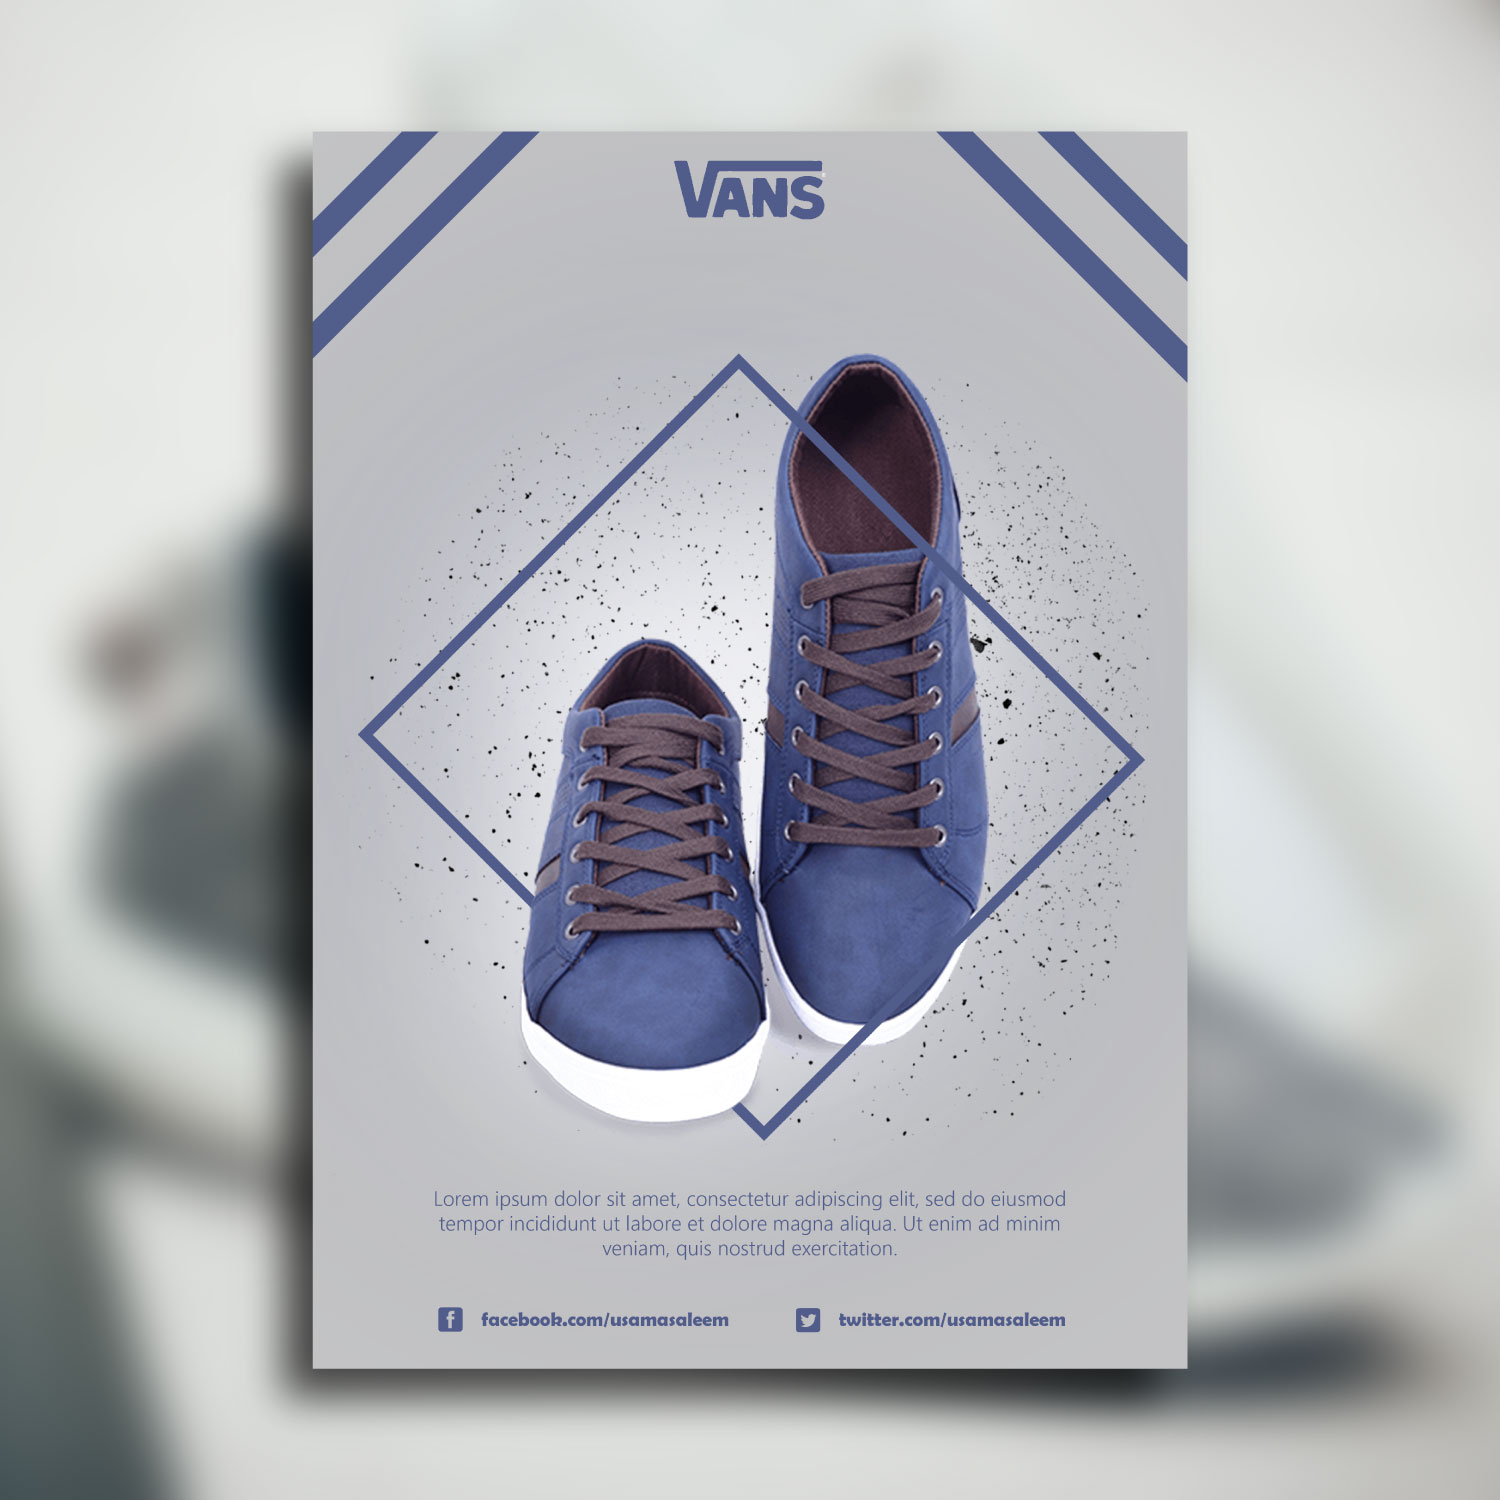 VANS
Lorem ipsum dolor sit amet, consectetur adipiscing elit, sed do eiusmod
tempor incididunt ut labore et dolore magna aliqua. Ut enim ad minim
veniam, quis nostrud exercitation.
facebook.com/usamasaleem
twitter.com/usamasaleem